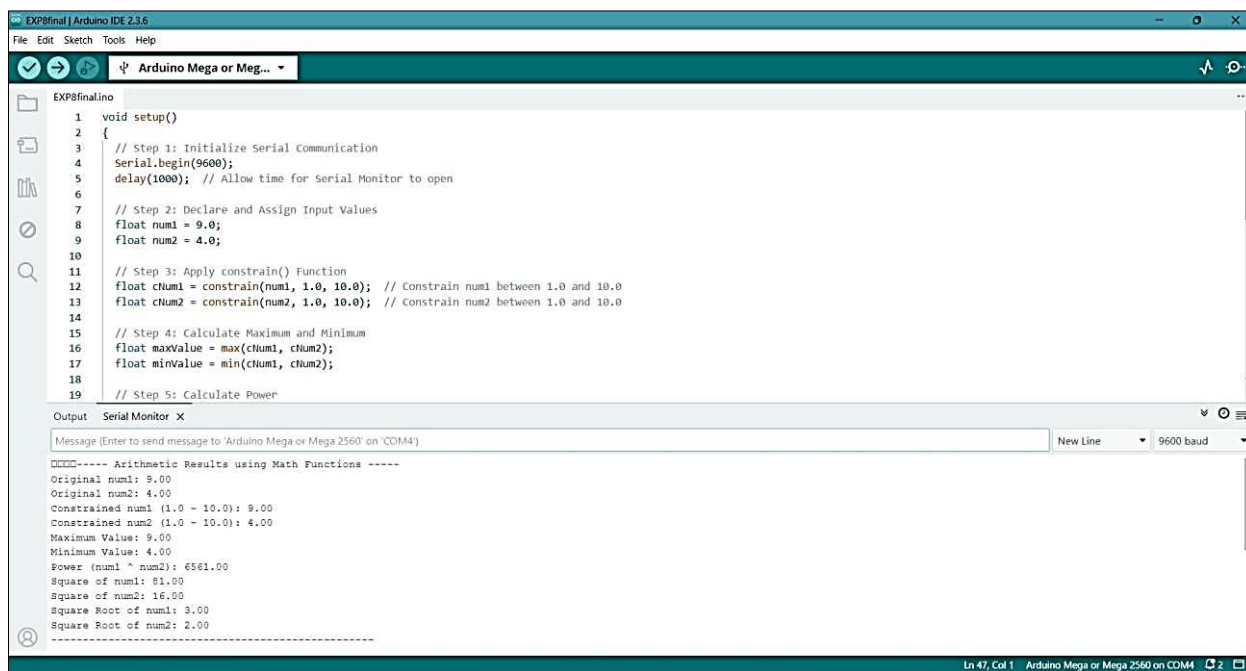 EXP8final | Arduino IDE 2.3.6
File Edit Sketch Tools Help
Arduino Mega or Meg...
EXP8final.ino
1 void setup()
2 {
3 // Step 1: Initialize Serial Communication
4 Serial.begin(9600);
5 delay(1000); // Allow time for Serial Monitor to open
6
7 // Step 2: Declare and Assign Input Values
8 float num1 = 9.0;
9 float num2 = 4.0;
10
11 // Step 3: Apply constrain() Function
12 float cNum1 = constrain(num1, 1.0, 10.0); // Constrain num1 between 1.0 and 10.0
13 float cNum2 = constrain(num2, 1.0, 10.0); // Constrain num2 between 1.0 and 10.0
14
15 // Step 4: Calculate Maximum and Minimum
16 float maxValue = max(cNum1, cNum2);
17 float minValue = min(cNum1, cNum2);
18
19 // Step 5: Calculate Power
Output Serial Monitor X
Message (Enter to send message to 'Arduino Mega or Mega 2560' on 'COM4') New Line 9600 baud
□□□□----- Arithmetic Results using Math Functions -----
Original num1: 9.00
Original num2: 4.00
Constrained num1 (1.0 - 10.0): 9.00
Constrained num2 (1.0 - 10.0): 4.00
Maximum Value: 9.00
Minimum Value: 4.00
Power (num1 ^ num2): 6561.00
Square of num1: 81.00
Square of num2: 16.00
Square Root of num1: 3.00
Square Root of num2: 2.00
--------------------------------------------------
Ln 47, Col 1 Arduino Mega or Mega 2560 on COM4 2